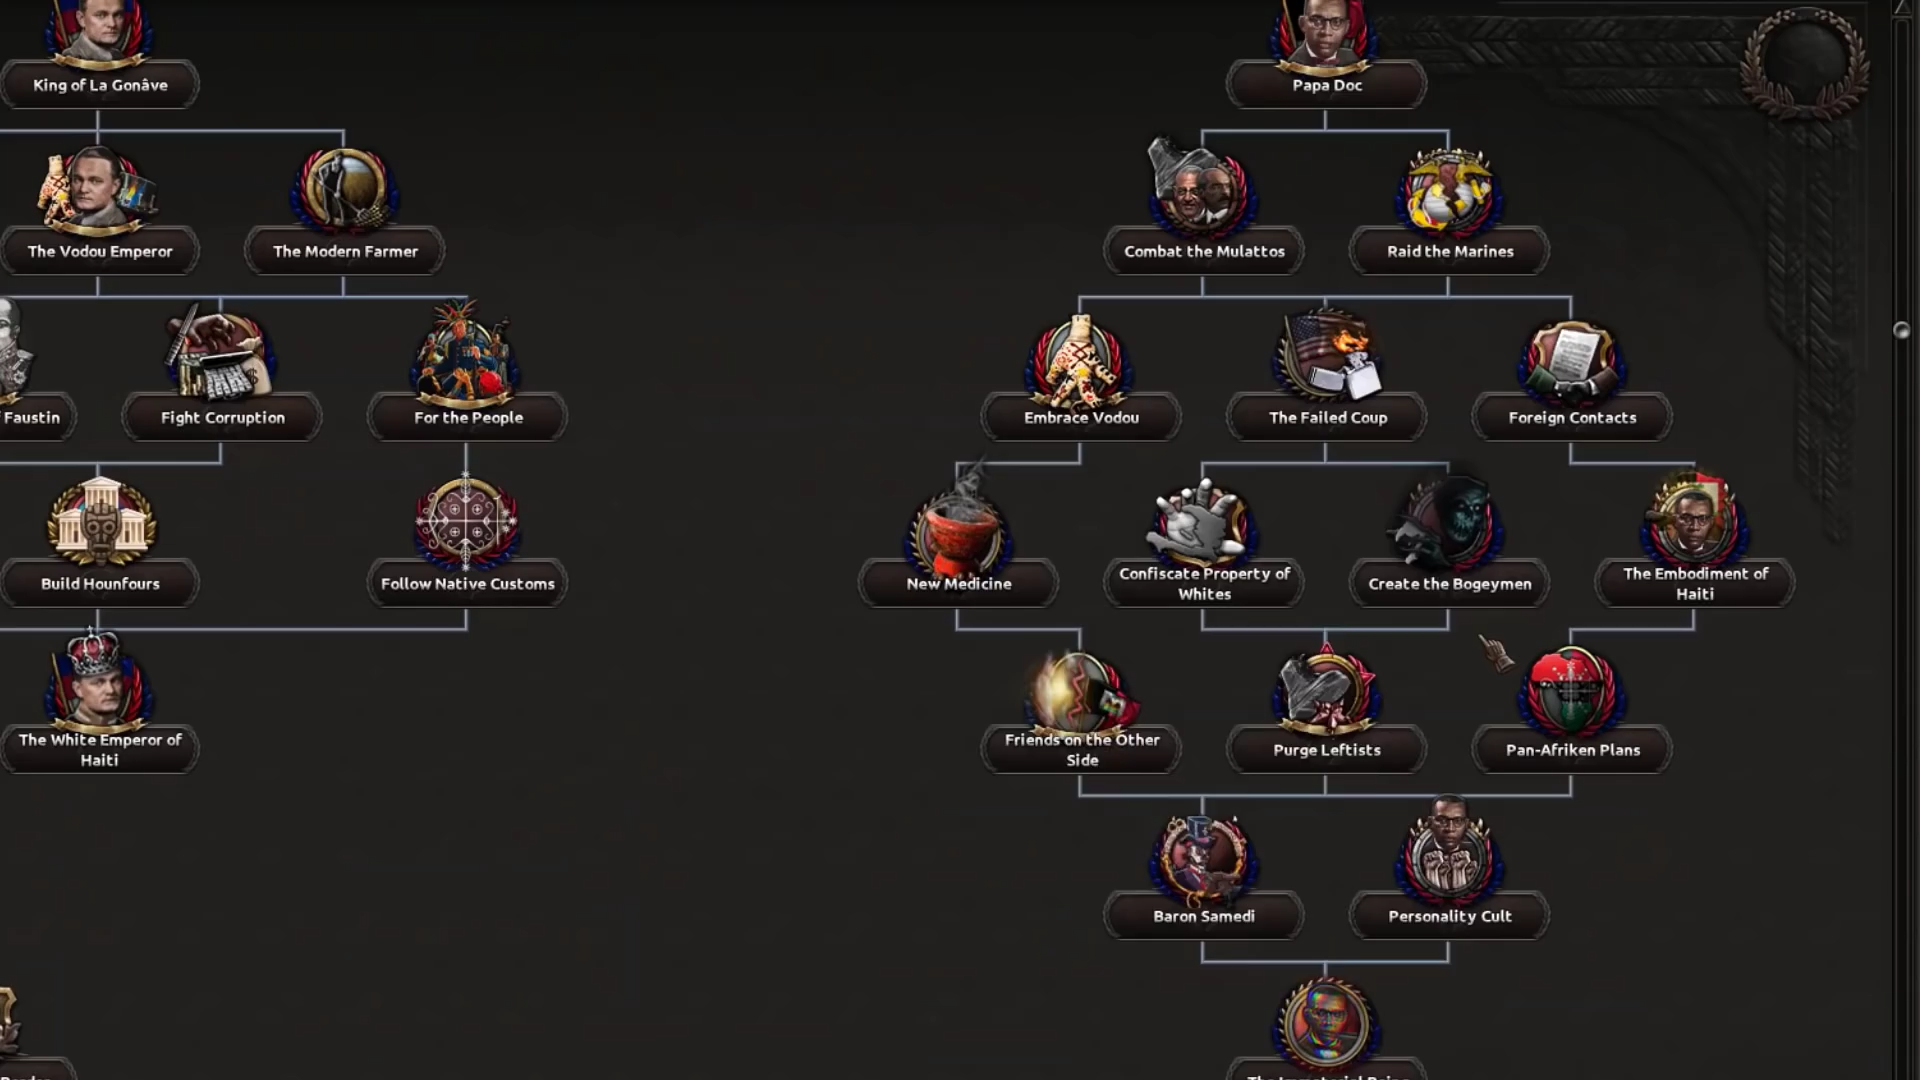 King of La Gonâve
Papa Doc
The Vodou Emperor
The Modern Farmer
Combat the Mulattos
Raid the Marines
Faustin
Fight Corruption
For the People
Embrace Vodou
The Failed Coup
Foreign Contacts
Build Hounfours
Follow Native Customs
New Medicine
Confiscate Property of
Whites
Create the Bogeymen
The Embodiment of
Haiti
The White Emperor of
Haiti
Friends on the Other
Side
Purge Leftists
Pan-Afriken Plans
Baron Samedi
Personality Cult